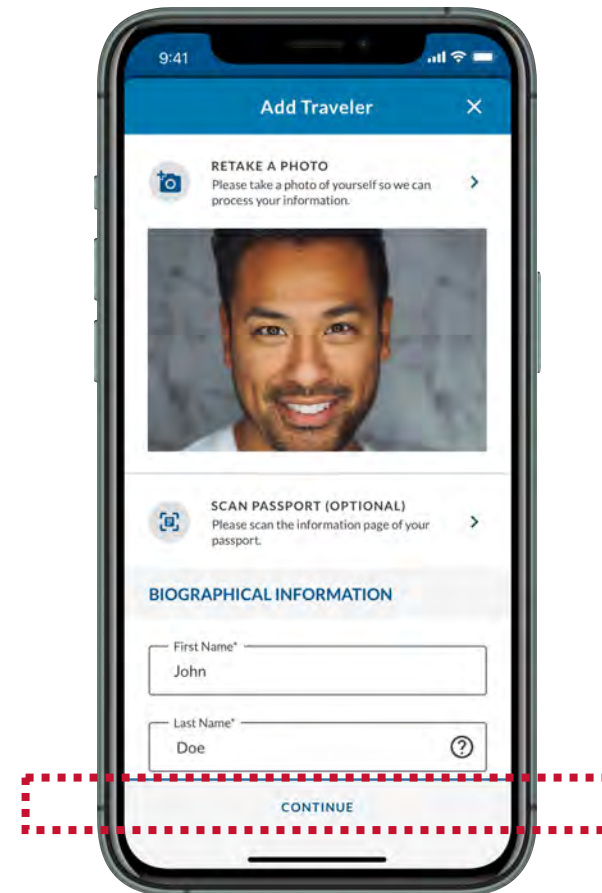 9:41
Add Traveler
RETAKE A PHOTO
Please take a photo of yourself so we can
process your information.
SCAN PASSPORT (OPTIONAL)
Please scan the information page of your
passport.
BIOGRAPHICAL INFORMATION
First Name*
John
Last Name*
Doe
CONTINUE